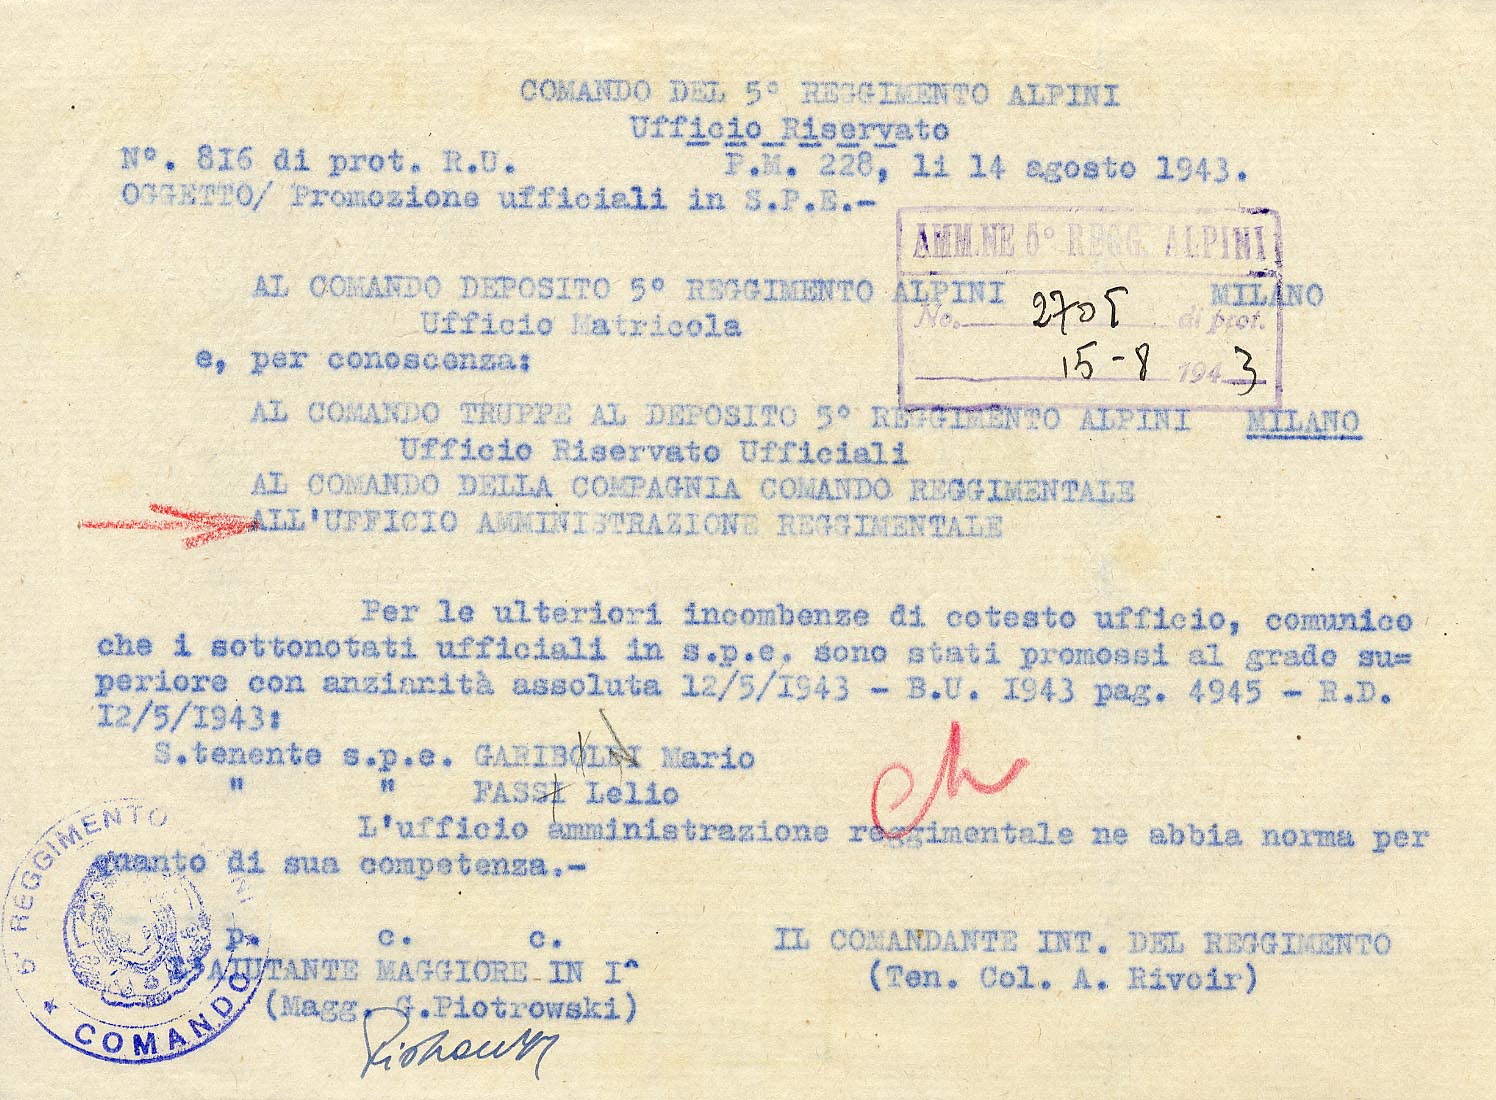 COMANDO DEL 5° REGGIMENTO ALPINI
Ufficio Riservato
N°. 816 di prot. R.U. P.M. 228, li 14 agosto 1943.
OGGETTO/ Promozione ufficiali in S.P.E.-
AMM.NE 5° REGG. ALPINI
AL COMANDO DEPOSITO 5° REGGIMENTO ALPINI MILANO
No. 2705 di prot.
Ufficio Matricola
e, per conoscenza:
15-8 1943
AL COMANDO TRUPPE AL DEPOSITO 5° REGGIMENTO ALPINI MILANO
Ufficio Riservato Ufficiali
AL COMANDO DELLA COMPAGNIA COMANDO REGGIMENTALE
ALL'UFFICIO AMMINISTRAZIONE REGGIMENTALE
Per le ulteriori incombenze di cotesto ufficio, comunico
che i sottonotati ufficiali in s.p.e. sono stati promossi al grado su=
periore con anzianità assoluta 12/5/1943 - B.U. 1943 pag. 4945 - R.D.
12/5/1943:
S.tenente s.p.e. GARIBOLDI Mario
" " FASSI Lelio
L'ufficio amministrazione reggimentale ne abbia norma per
quanto di sua competenza.-
5° REGGIMENTO
COMANDO
p. c. c. IL COMANDANTE INT. DEL REGGIMENTO
AIUTANTE MAGGIORE IN I^ (Ten. Col. A. Rivoir)
(Magg. G.Piotrowski)
Piotrowski